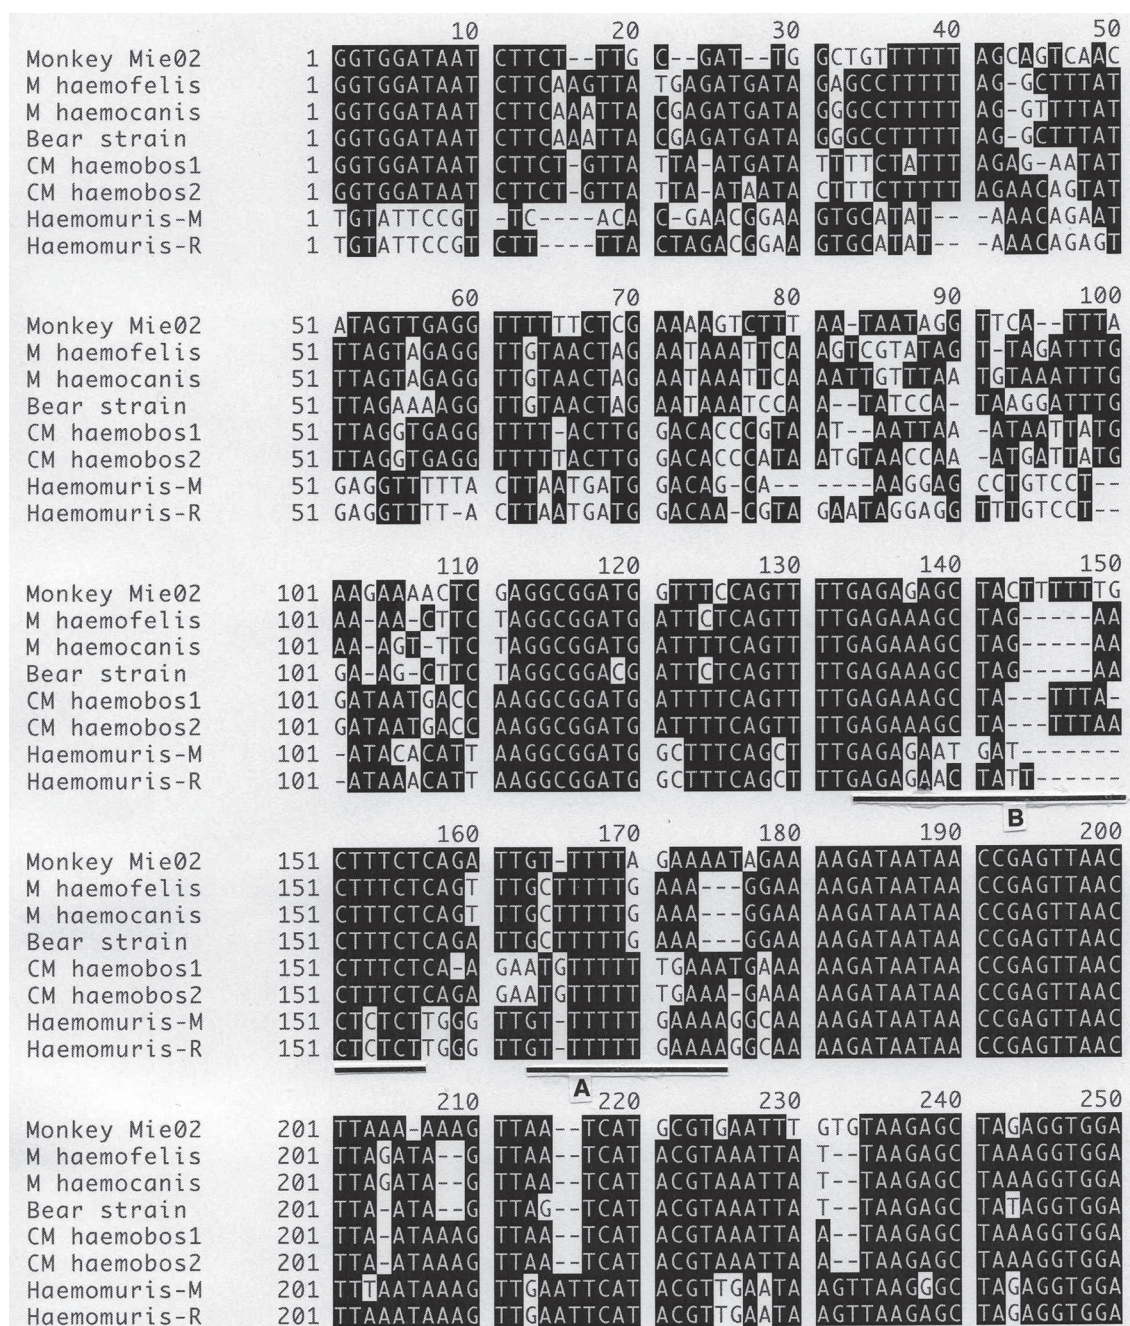 10 20 30 40 50
Monkey Mie02 1 GGTGGATAAT CTTCT--TTG C--GAT--TG GCTGTTTTTT AGCAGTCAAC
M haemofelis 1 GGTGGATAAT CTTCAAGTTA TGAGATGATA GAGCCTTTTT AG-GCTTTAT
M haemocanis 1 GGTGGATAAT CTTCAAATTA CGAGATGATA GGGCCTTTTT AG-GTTTTAT
Bear strain 1 GGTGGATAAT CTTCAAATTA CGAGATGATA GGGCCTTTTT AG-GCTTTAT
CM haemobos1 1 GGTGGATAAT CTTCT-GTTA TTA-ATGATA TTTTCTATTT AGAG-AATAT
CM haemobos2 1 GGTGGATAAT CTTCT-GTTA TTA-ATAATA CTTTCTTTTT AGAACAGTAT
Haemomuris-M 1 TGTATTCCGT -TC----ACA C-GAACGGAA GTGCATAT-- -AAACAGAAT
Haemomuris-R 1 TGTATTCCGT CTT----TTA CTAGACGGAA GTGCATAT-- -AAACAGAGT
60 70 80 90 100
Monkey Mie02 51 ATAGTTGAGG TTTTTTCTCG AAAAGTCTTT AA-TAATAGG TTCA--TTTA
M haemofelis 51 TTAGTAGAGG TTGTAACTAG AATAAATTCA AGTCGTATAG T-TAGATTTG
M haemocanis 51 TTAGTAGAGG TTGTAACTAG AATAAATTCA AATTGTTTAA TGTAAATTTG
Bear strain 51 TTAGAAAAGG TTGTAACTAG AATAAATCCA A--TATCCA- TAAGGATTTG
CM haemobos1 51 TTAGGTGAGG TTTT-ACTTG GACACCCGTA AT--AATTAA -ATAATTATG
CM haemobos2 51 TTAGGTGAGG TTTTTACTTG GACACCCATA ATGTAACCAA -ATGATTATG
Haemomuris-M 51 GAGGTTTTTA CTTAATGATG GACAG-CA-- ---AAGGAG CCTGTCCT--
Haemomuris-R 51 GAGGTTTT-A CTTAATGATG GACAA-CGTA GAATAGGAGG TTTGTCCT--
110 120 130 140 150
Monkey Mie02 101 AAGAAAACTC GAGGCGGATG GTTTCCAGTT TTGAGAGAGC TACTTTTTTG
M haemofelis 101 AA-AA-CTTC TAGGCGGATG ATTCTCAGTT TTGAGAAAGC TAG-----AA
M haemocanis 101 AA-AGT-TTC TAGGCGGATG ATTTTCAGTT TTGAGAAAGC TAG-----AA
Bear strain 101 GA-AG-CTTC TAGGCGGACG ATTCTCAGTT TTGAGAAAGC TAG-----AA
CM haemobos1 101 GATAATGACC AAGGCGGATG ATTTTCAGTT TTGAGAAAGC TA---TTTA-
CM haemobos2 101 GATAATGACC AAGGCGGATG ATTTTCAGTT TTGAGAAAGC TA---TTTAA
Haemomuris-M 101 -ATACACATT AAGGCGGATG GCTTTCAGCT TTGAGAGAAT GAT-------
Haemomuris-R 101 -ATAAACATT AAGGCGGATG GCTTTCAGCT TTGAGAGAAC TATT------
B
160 170 180 190 200
Monkey Mie02 151 CTTTCTCAGA TTGT-TTTTA GAAAATAGAA AAGATAATAA CCGAGTTAAC
M haemofelis 151 CTTTCTCAGT TTGCTTTTTG AAA---GGAA AAGATAATAA CCGAGTTAAC
M haemocanis 151 CTTTCTCAGT TTGCTTTTTG AAA---GGAA AAGATAATAA CCGAGTTAAC
Bear strain 151 CTTTCTCAGA TTGCTTTTTG AAA---GGAA AAGATAATAA CCGAGTTAAC
CM haemobos1 151 CTTTCTCA-A GAATGTTTTT TGAAATGAAA AAGATAATAA CCGAGTTAAC
CM haemobos2 151 CTTTCTCAGA GAATGTTTTT TGAAA-GAAA AAGATAATAA CCGAGTTAAC
Haemomuris-M 151 CTCTCTTGGG TTGT-TTTTT GAAAAGGCAA AAGATAATAA CCGAGTTAAC
Haemomuris-R 151 CTCTCTTGGG TTGT-TTTTT GAAAAGGCAA AAGATAATAA CCGAGTTAAC
A
210 220 230 240 250
Monkey Mie02 201 TTAAA-AAAG TTAA--TCAT GCGTGAATTT GTGTAAGAGC TAGAGGTGGA
M haemofelis 201 TTAGATA--G TTAA--TCAT ACGTAAATTA T--TAAGAGC TAAAGGTGGA
M haemocanis 201 TTAGATA--G TTAA--TCAT ACGTAAATTA T--TAAGAGC TAAAGGTGGA
Bear strain 201 TTA-ATA--G TTAG--TCAT ACGTAAATTA T--TAAGAGC TATAGGTGGA
CM haemobos1 201 TTA-ATAAAG TTAA--TCAT ACGTAAATTA A--TAAGAGC TAAAGGTGGA
CM haemobos2 201 TTA-ATAAAG TTAA--TCAT ACGTAAATTA A--TAAGAGC TAAAGGTGGA
Haemomuris-M 201 TTTAATAAAG TTGAATTCAT ACGTTGAATA AGTTAAGGGC TAGAGGTGGA
Haemomuris-R 201 TTAAATAAAG TTGAATTCAT ACGTTGAATA AGTTAAGAGC TAGAGGTGGA